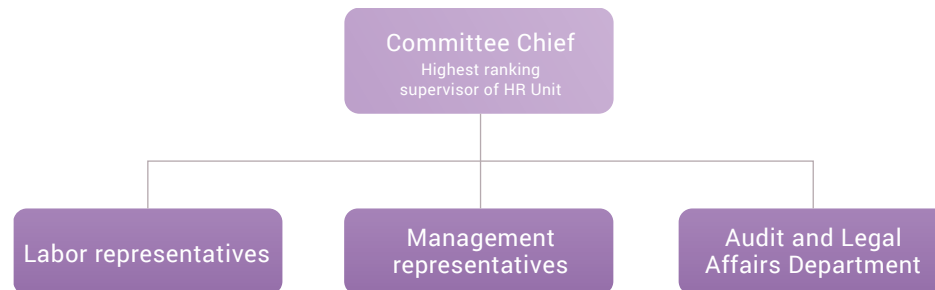 Committee Chief
Highest ranking
supervisor of HR Unit
Labor representatives
Management
representatives
Audit and Legal
Affairs Department